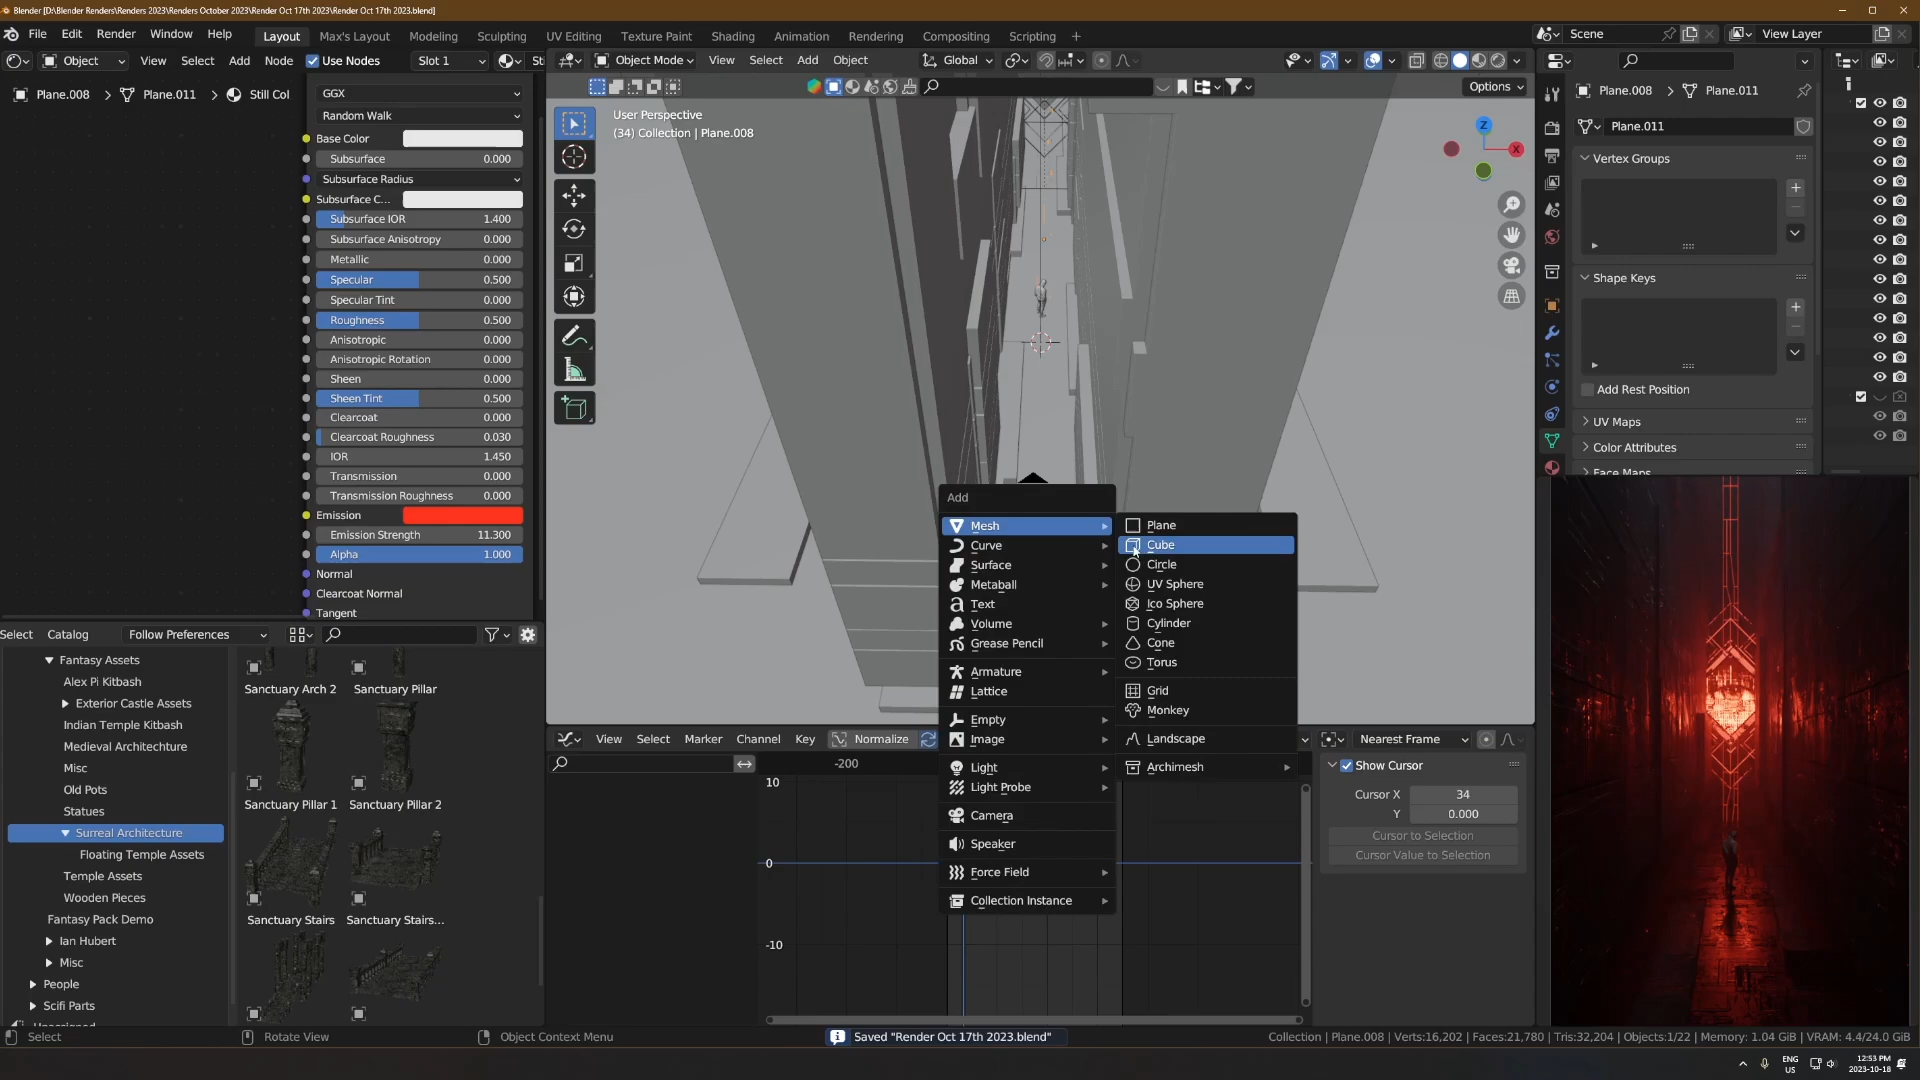 Blender [D:\Blender Renders\Renders 2023\Renders October 2023\Render Oct 17th 2023\Render Oct 17th 2023.blend]
File Edit Render Window Help
Layout Max's Layout Modeling Sculpting UV Editing Texture Paint Shading Animation Rendering Compositing Scripting +
Scene View Layer
Object View Select Add Node Use Nodes Slot 1 St
Object Mode View Select Add Object Global
Options
Plane.008 > Plane.011 > Still Col
GGX
Random Walk
Base Color
Subsurface 0.000
Subsurface Radius
Subsurface C...
Subsurface IOR 1.400
Subsurface Anisotropy 0.000
Metallic 0.000
Specular 0.500
Specular Tint 0.000
Roughness 0.500
Anisotropic 0.000
Anisotropic Rotation 0.000
Sheen 0.000
Sheen Tint 0.500
Clearcoat 0.000
Clearcoat Roughness 0.030
IOR 1.450
Transmission 0.000
Transmission Roughness 0.000
Emission
Emission Strength 11.300
Alpha 1.000
Normal
Clearcoat Normal
Tangent
User Perspective
(34) Collection | Plane.008
Z
X
Add
Mesh
Curve
Surface
Metaball
Text
Volume
Grease Pencil
Armature
Lattice
Empty
Image
Light
Light Probe
Camera
Speaker
Force Field
Collection Instance
Plane
Cube
Circle
UV Sphere
Ico Sphere
Cylinder
Cone
Torus
Grid
Monkey
Landscape
Archimesh
Plane.008 > Plane.011
Plane.011
Vertex Groups
Shape Keys
Add Rest Position
UV Maps
Color Attributes
Face Maps
Select Catalog Follow Preferences
Fantasy Assets
Alex Pi Kitbash
Exterior Castle Assets
Indian Temple Kitbash
Medieval Architechture
Misc
Old Pots
Statues
Surreal Architecture
Floating Temple Assets
Temple Assets
Wooden Pieces
Fantasy Pack Demo
Ian Hubert
Misc
People
Scifi Parts
Sanctuary Arch 2 Sanctuary Pillar
Sanctuary Pillar 1 Sanctuary Pillar 2
Sanctuary Stairs Sanctuary Stairs...
View Select Marker Channel Key Normalize
Nearest Frame
-200
10
0
-10
Show Cursor
Cursor X 34
Y 0.000
Cursor to Selection
Cursor Value to Selection
Select Rotate View Object Context Menu
Saved "Render Oct 17th 2023.blend"
Collection | Plane.008 | Verts:16,202 | Faces:21,780 | Tris:32,204 | Objects:1/22 | Memory: 1.04 GiB | VRAM: 4.4/24.0 GiB
ENG
US
12:53 PM
2023-10-18